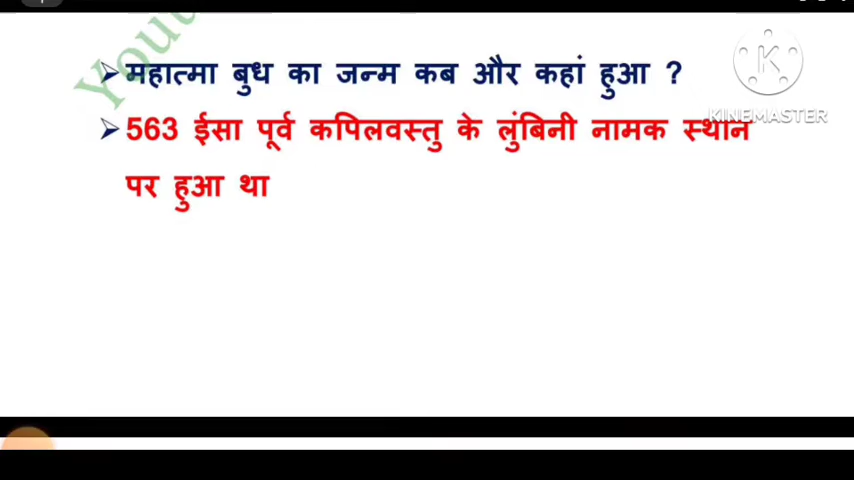 महात्मा बुध का जन्म कब और कहां हुआ ?
563 ईसा पूर्व कपिलवस्तु के लुंबिनी नामक स्थान
पर हुआ था
KINEMASTER